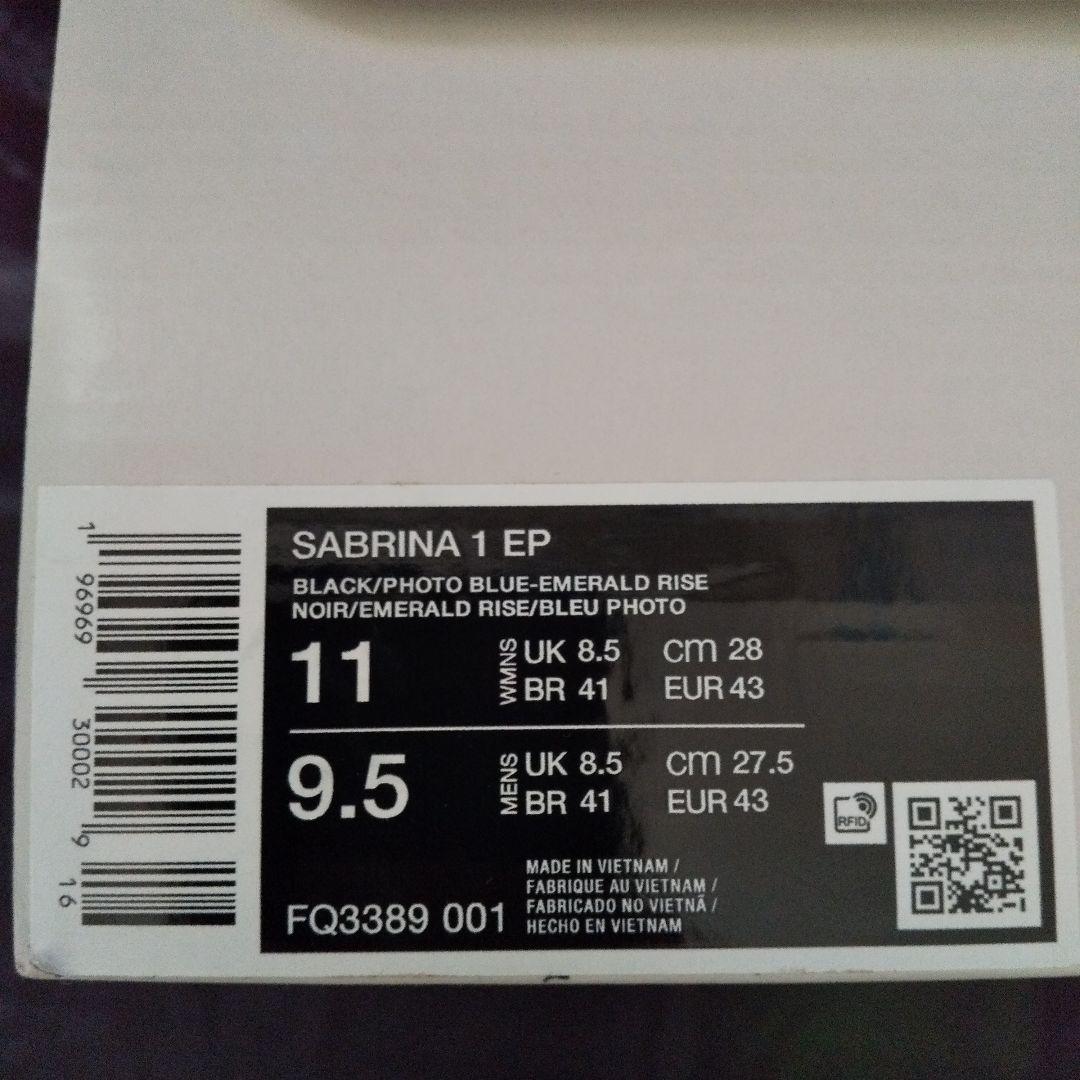 SABRINA 1 EP
BLACK/PHOTO BLUE-EMERALD RISE
NOIR/EMERALD RISE/BLEU PHOTO
11 WMNS UK 8.5 cm 28
BR 41 EUR 43
9.5 MENS UK 8.5 cm 27.5
BR 41 EUR 43
RFID
MADE IN VIETNAM /
FABRIQUE AU VIETNAM /
FABRICADO NO VIETNÃ /
HECHO EN VIETNAM
FQ3389 001
1 96969 30002 9 16